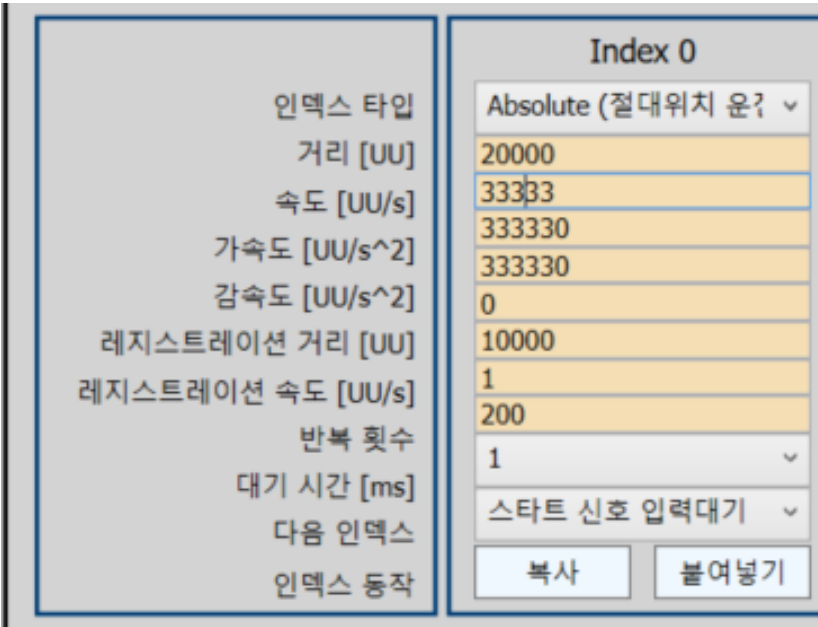 Index 0
인덱스 타입
Absolute (절대위치 운
거리 [UU]
20000
속도 [UU/s]
33333
가속도 [UU/s^2]
333330
감속도 [UU/s^2]
333330
레지스트레이션 거리 [UU]
0
레지스트레이션 속도 [UU/s]
10000
반복 횟수
1
대기 시간 [ms]
200
다음 인덱스
1
인덱스 동작
스타트 신호 입력대기
복사
붙여넣기